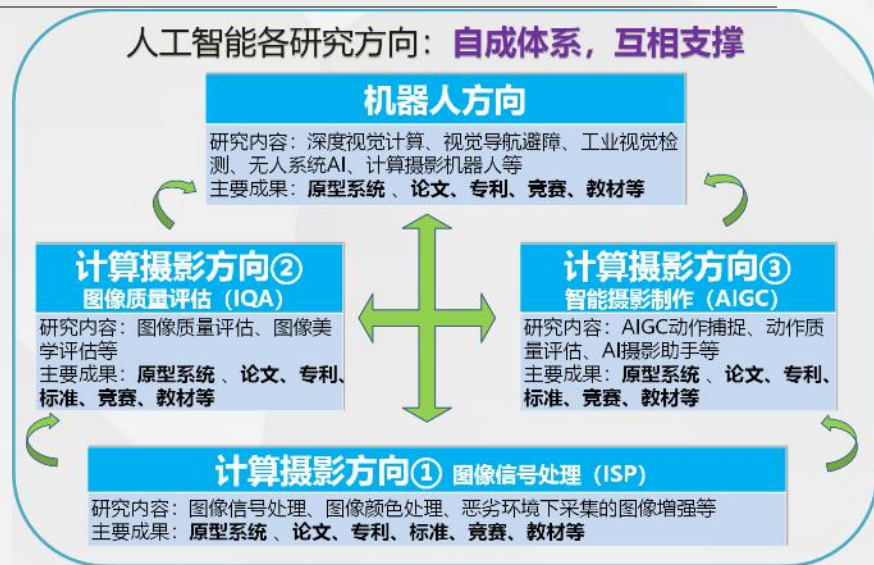 人工智能各研究方向：自成体系，互相支撑
机器人方向
研究内容：深度视觉计算、视觉导航避障、工业视觉检
测、无人系统AI、计算摄影机器人等
主要成果：原型系统 、论文、专利、竞赛、教材等
计算摄影方向②
图像质量评估（IQA）
研究内容：图像质量评估、图像美
学评估等
主要成果：原型系统 、论文、专利、
标准、竞赛、教材等
计算摄影方向③
智能摄影制作（AIGC）
研究内容：AIGC动作捕捉、动作质
量评估、AI摄影助手等
主要成果：原型系统 、论文、专利、
标准、竞赛、教材等
计算摄影方向① 图像信号处理（ISP）
研究内容：图像信号处理、图像颜色处理、恶劣环境下采集的图像增强等
主要成果：原型系统 、论文、专利、标准、竞赛、教材等